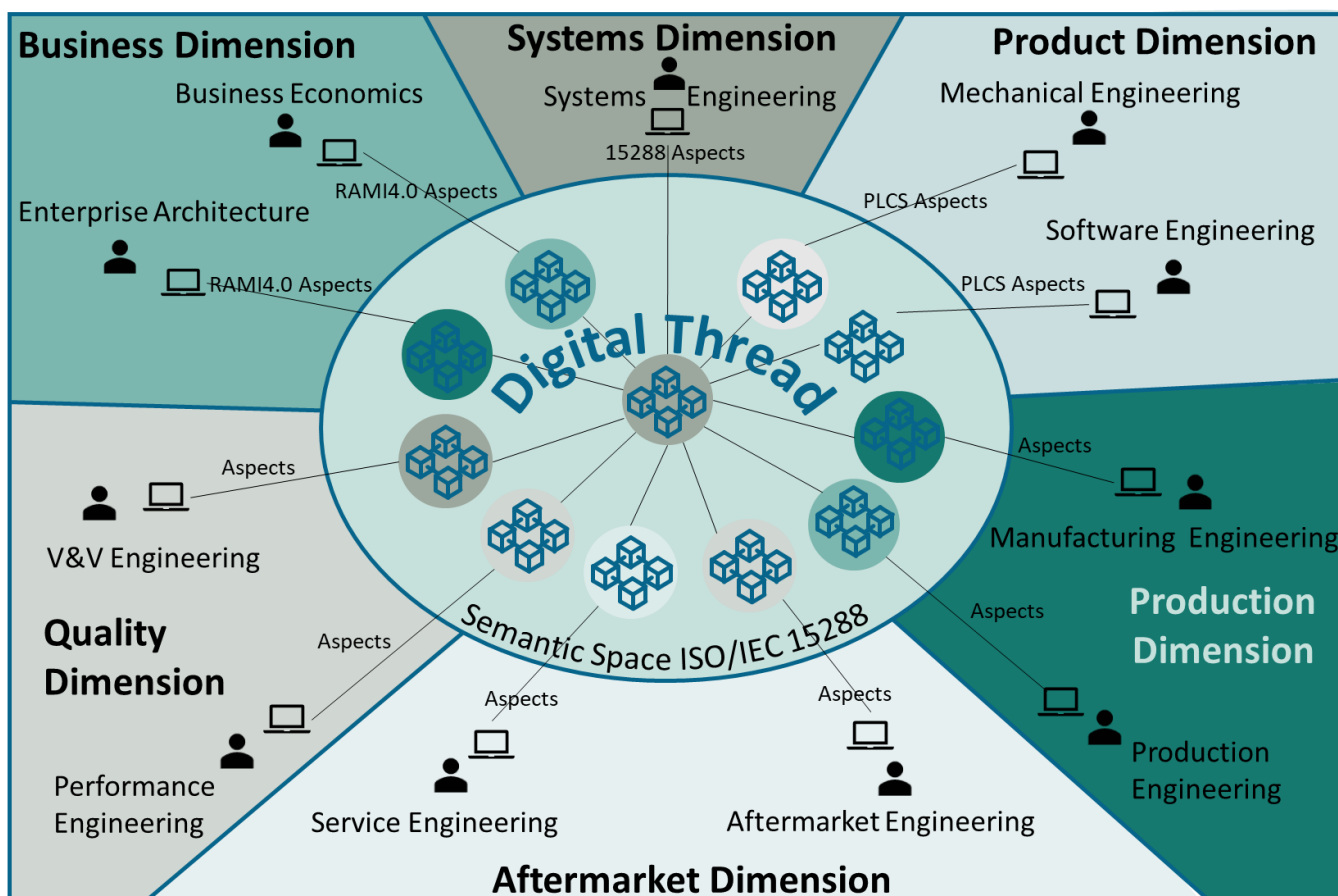 Business Dimension
Systems Dimension
Product Dimension
Business Economics
Systems Engineering
Mechanical Engineering
15288 Aspects
RAMI4.0 Aspects
PLCS Aspects
Enterprise Architecture
Software Engineering
RAMI4.0 Aspects
PLCS Aspects
Digital Thread
Aspects
Aspects
V&V Engineering
Manufacturing Engineering
Quality
Dimension
Aspects
Semantic Space ISO/IEC 15288
Aspects
Production
Dimension
Aspects
Aspects
Performance
Engineering
Service Engineering
Aftermarket Engineering
Production
Engineering
Aftermarket Dimension